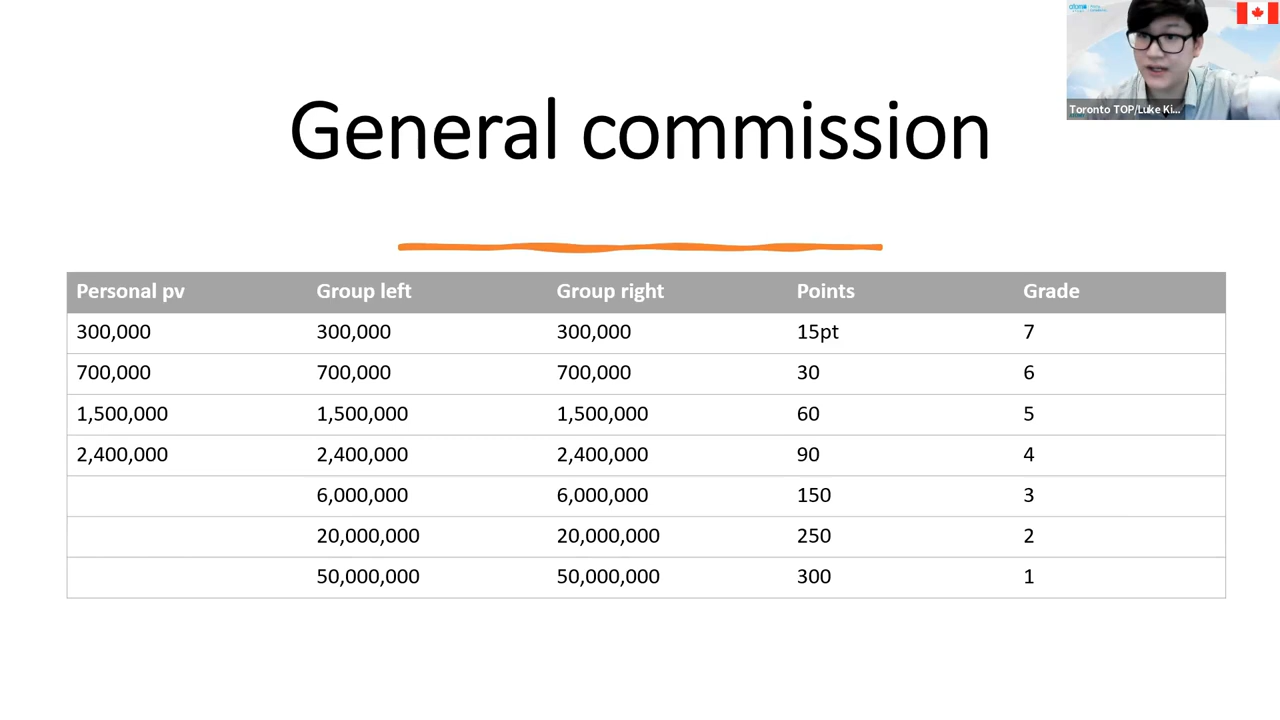 General commission
Toronto TOP/Luke Ki...
Personal pv Group left Group right Points Grade
300,000 300,000 300,000 15pt 7
700,000 700,000 700,000 30 6
1,500,000 1,500,000 1,500,000 60 5
2,400,000 2,400,000 2,400,000 90 4
6,000,000 6,000,000 150 3
20,000,000 20,000,000 250 2
50,000,000 50,000,000 300 1